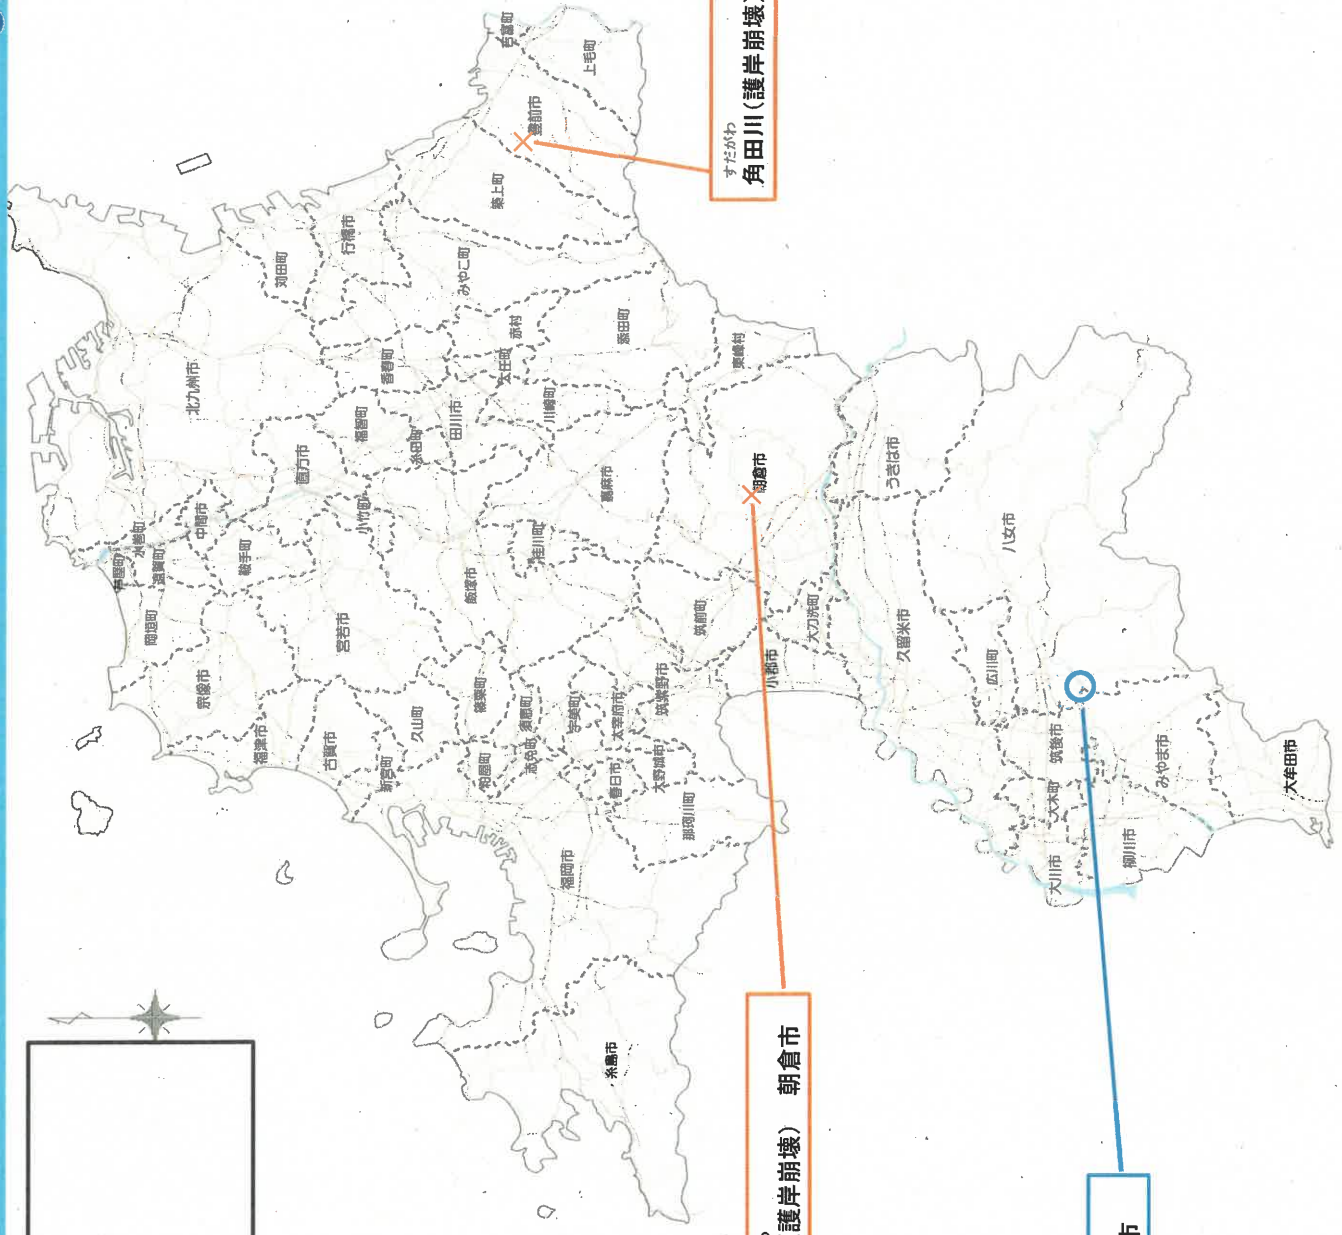 吉富町
上毛町
豊前市
築上町
すだがわ
角田川(護岸崩壊)
行橋市
苅田町
みやこ町
赤村
添田町
東峰村
香春町
大任町
北九州市
福智町
糸田町
田川市
川崎町
直方市
嘉麻市
朝倉市
うきは市
小竹町
中間市
水巻町
芦屋町
遠賀町
鞍手町
桂川町
飯塚市
八女市
岡垣町
宮若市
筑前町
大刀洗町
久留米市
宗像市
小郡市
広川町
福津市
古賀市
久山町
篠栗町
須恵町
宇美町
太宰府市
筑紫野市
新宮町
粕屋町
志免町
春日市
大野城市
那珂川町
筑後市
みやま市
大牟田市
大木町
福岡市
大川市
柳川市
糸島市
護岸崩壊) 朝倉市
市